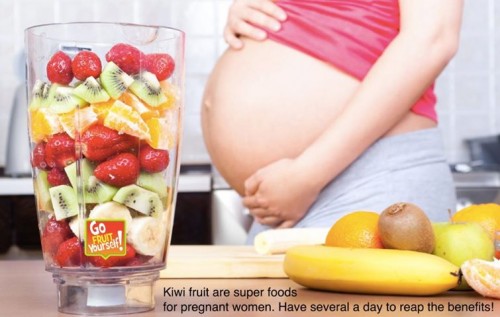 Go
FRUIT
Yourself!
Kiwi fruit are super foods
for pregnant women. Have several a day to reap the benefits!